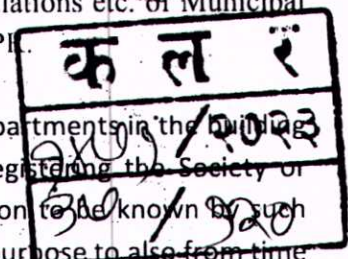 lations etc. of Municipal
क ल र
partments in the building
/२०२३
egistering the Society or
on to be known by such
urpose to also from time